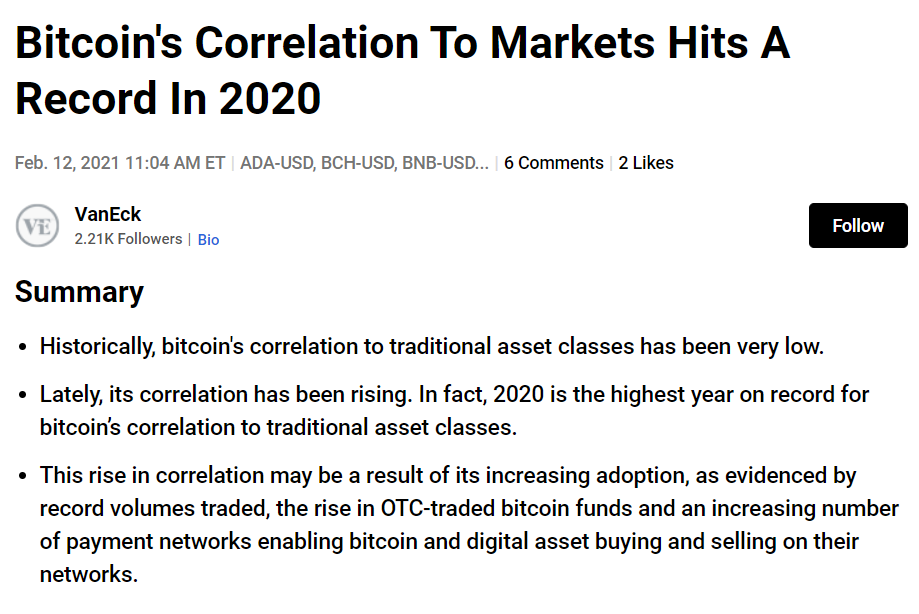 Bitcoin's Correlation To Markets Hits A
Record In 2020
Feb. 12, 2021 11:04 AM ET | ADA-USD, BCH-USD, BNB-USD... | 6 Comments | 2 Likes
VE
VanEck
2.21K Followers | Bio
Follow
Summary
• Historically, bitcoin's correlation to traditional asset classes has been very low.
• Lately, its correlation has been rising. In fact, 2020 is the highest year on record for
bitcoin’s correlation to traditional asset classes.
• This rise in correlation may be a result of its increasing adoption, as evidenced by
record volumes traded, the rise in OTC-traded bitcoin funds and an increasing number
of payment networks enabling bitcoin and digital asset buying and selling on their
networks.